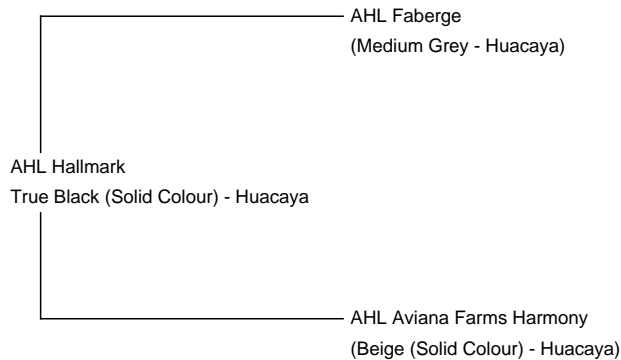 AHL Faberge
(Medium Grey - Huacaya)
AHL Hallmark
True Black (Solid Colour) - Huacaya
AHL Aviana Farms Harmony
(Beige (Solid Colour) - Huacaya)